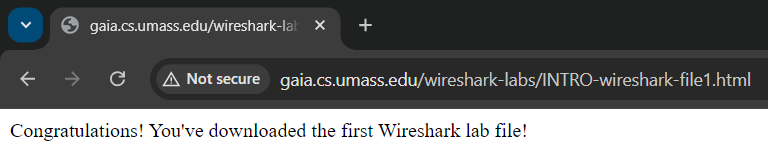 gaia.cs.umass.edu/wireshark-lab
Not secure
gaia.cs.umass.edu/wireshark-labs/INTRO-wireshark-file1.html
Congratulations! You've downloaded the first Wireshark lab file!